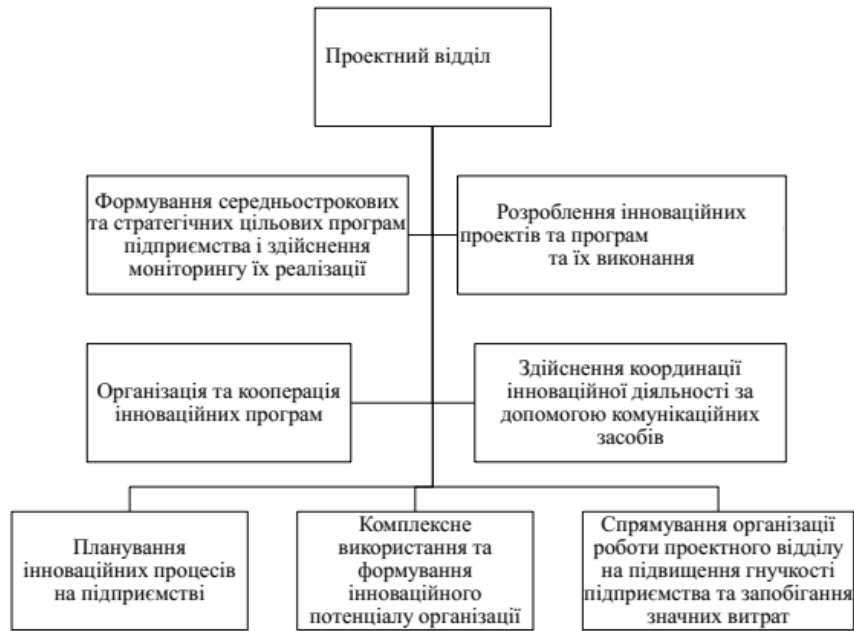 Проектний відділ
Формування середньострокових
та стратегічних цільових програм
підприємства і здійснення
моніторингу їх реалізації
Розроблення інноваційних
проектів та програм
та їх виконання
Організація та кооперація
інноваційних програм
Здійснення координації
інноваційної діяльності за
допомогою комунікаційних
засобів
Планування
інноваційних процесів
на підприємстві
Комплексне
використання та
формування
інноваційного
потенціалу організації
Спрямування організації
роботи проектного відділу
на підвищення гнучкості
підприємства та запобігання
значних витрат